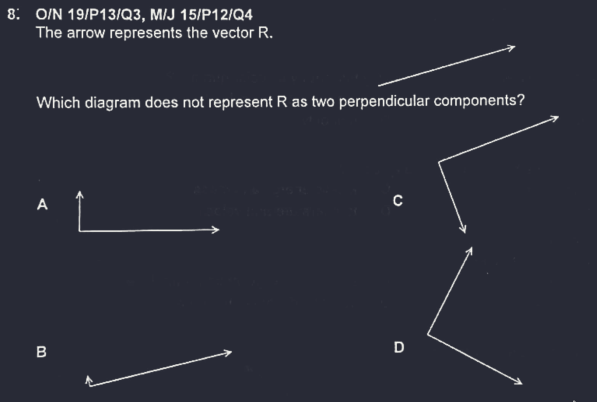 8: O/N 19/P13/Q3, M/J 15/P12/Q4
The arrow represents the vector R.
Which diagram does not represent R as two perpendicular components?
A
C
B
D